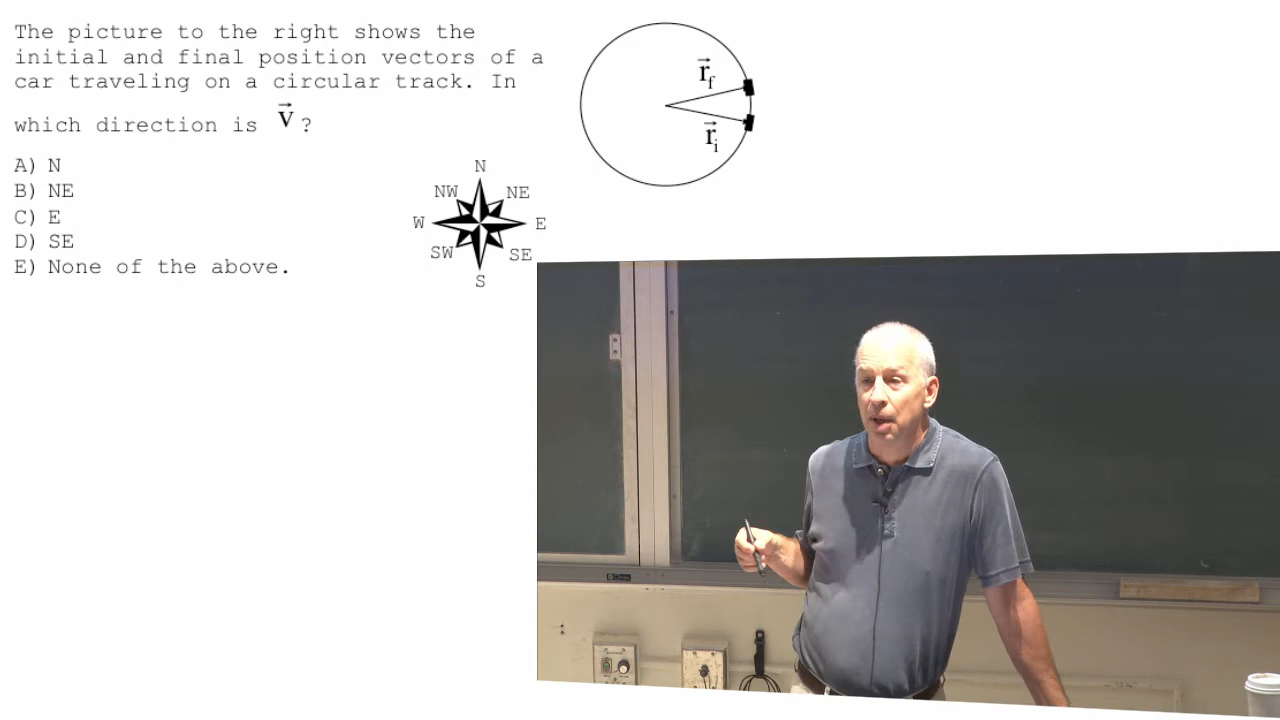 The picture to the right shows the
initial and final position vectors of a
car traveling on a circular track. In
which direction is v⃗ ?
A) N
B) NE
C) E
D) SE
E) None of the above.
r⃗f
r⃗i
N
NW NE
W E
SW SE
S